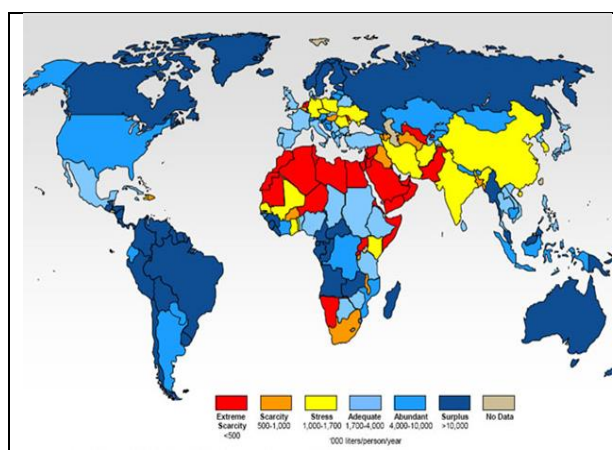 Extreme Scarcity <500
Scarcity 500-1,000
Stress 1,000-1,700
Adequate 1,700-4,000
Abundant 4,000-10,000
Surplus >10,000
No Data
'000 liters/person/year